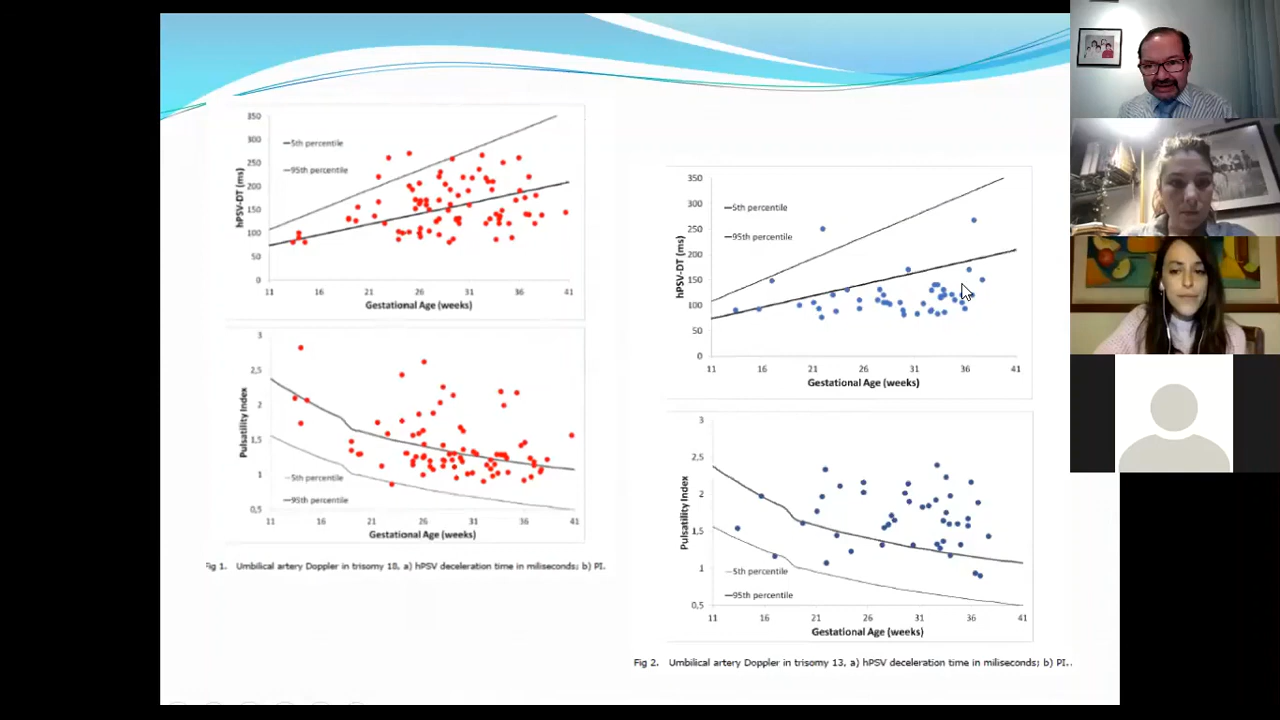 350
300
250
200
150
100
50
0
hPSV-DT (ms)
5th percentile
95th percentile
11 16 21 26 31 36 41
Gestational Age (weeks)
3
2,5
2
1,5
1
0,5
Pulsatility Index
5th percentile
95th percentile
11 16 21 26 31 36 41
Gestational Age (weeks)
Fig 1. Umbilical artery Doppler in trisomy 18, a) hPSV deceleration time in miliseconds; b) PI.
350
300
250
200
150
100
50
0
hPSV-DT (ms)
5th percentile
95th percentile
11 16 21 26 31 36 41
Gestational Age (weeks)
3
2,5
2
1,5
1
0,5
Pulsatility Index
5th percentile
95th percentile
11 16 21 26 31 36 41
Gestational Age (weeks)
Fig 2. Umbilical artery Doppler in trisomy 13, a) hPSV deceleration time in miliseconds; b) PI..